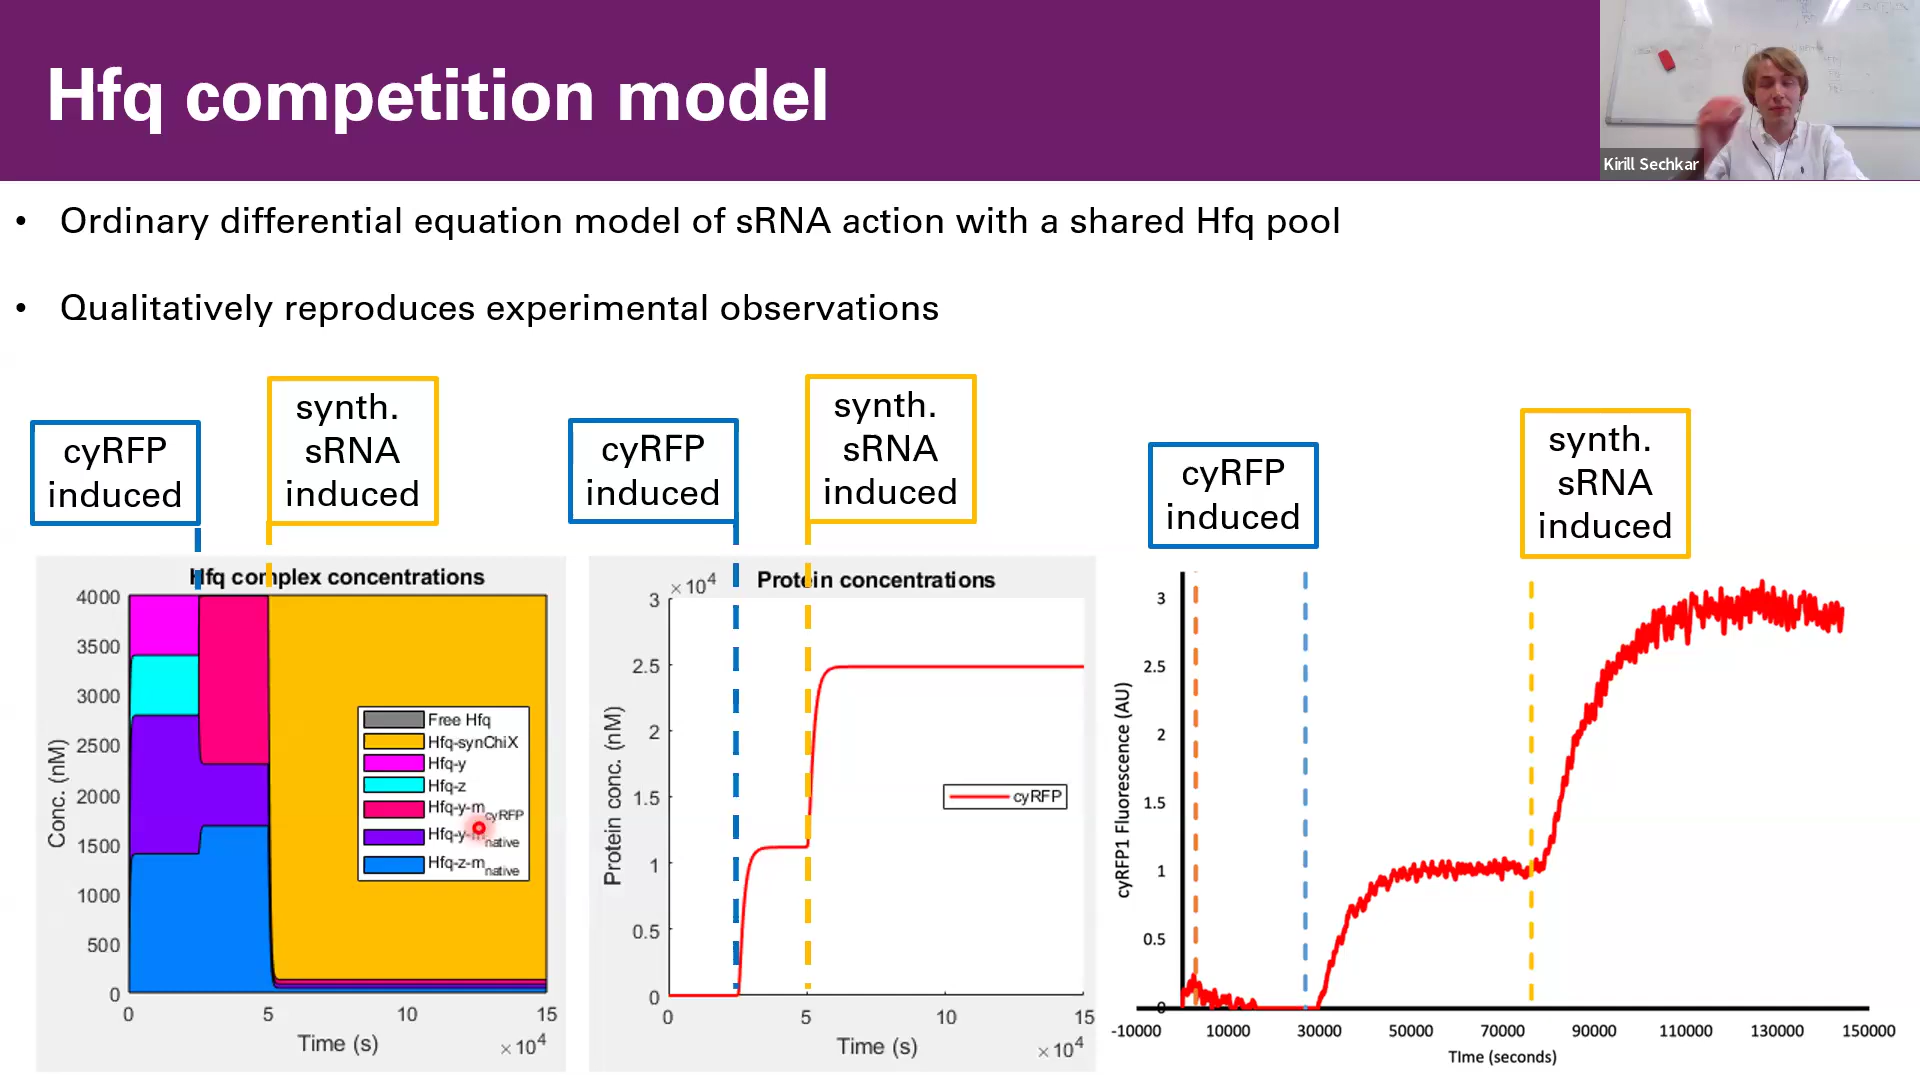 Hfq competition model
Kirill Sechkar
• Ordinary differential equation model of sRNA action with a shared Hfq pool
• Qualitatively reproduces experimental observations
cyRFP
induced
synth.
sRNA
induced
cyRFP
induced
synth.
sRNA
induced
cyRFP
induced
synth.
sRNA
induced
Hfq complex concentrations
4000
3500
3000
2500
2000
1500
1000
500
0
Conc. (nM)
Free Hfq
Hfq-synChiX
Hfq-y
Hfq-z
Hfq-y-mcyRFP
Hfq-y-mnative
Hfq-z-mnative
0 5 10 15
Time (s) ×104
×104 Protein concentrations
3
2.5
2
1.5
1
0.5
0
Protein conc. (nM)
cyRFP
0 5 10 15
Time (s) ×104
3
2.5
2
1.5
1
0.5
0
cyRFP1 Fluorescence (AU)
-10000 10000 30000 50000 70000 90000 110000 130000 150000
TIme (seconds)